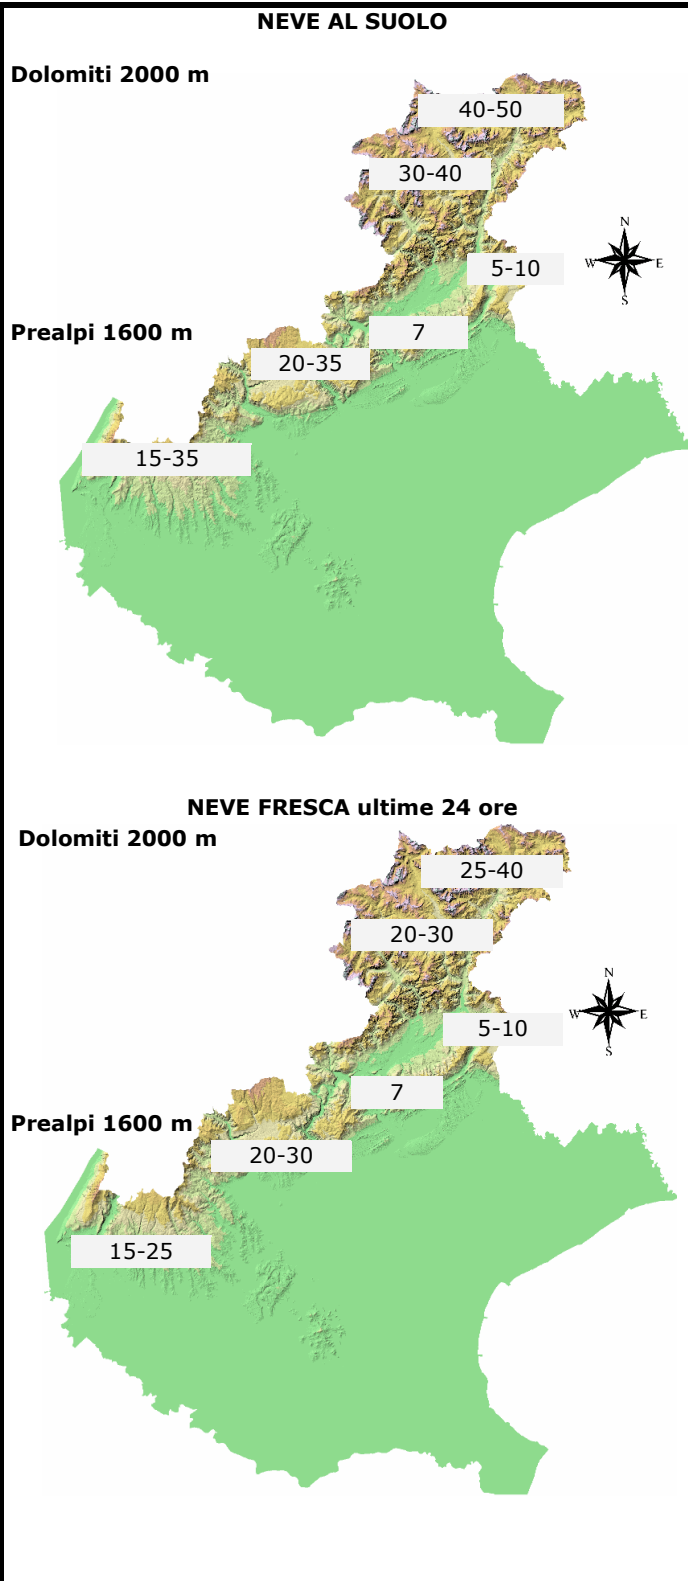 NEVE AL SUOLO
Dolomiti 2000 m
40-50
30-40
N
W E
S
5-10
Prealpi 1600 m
7
20-35
15-35
NEVE FRESCA ultime 24 ore
Dolomiti 2000 m
25-40
20-30
N
W E
S
5-10
7
Prealpi 1600 m
20-30
15-25